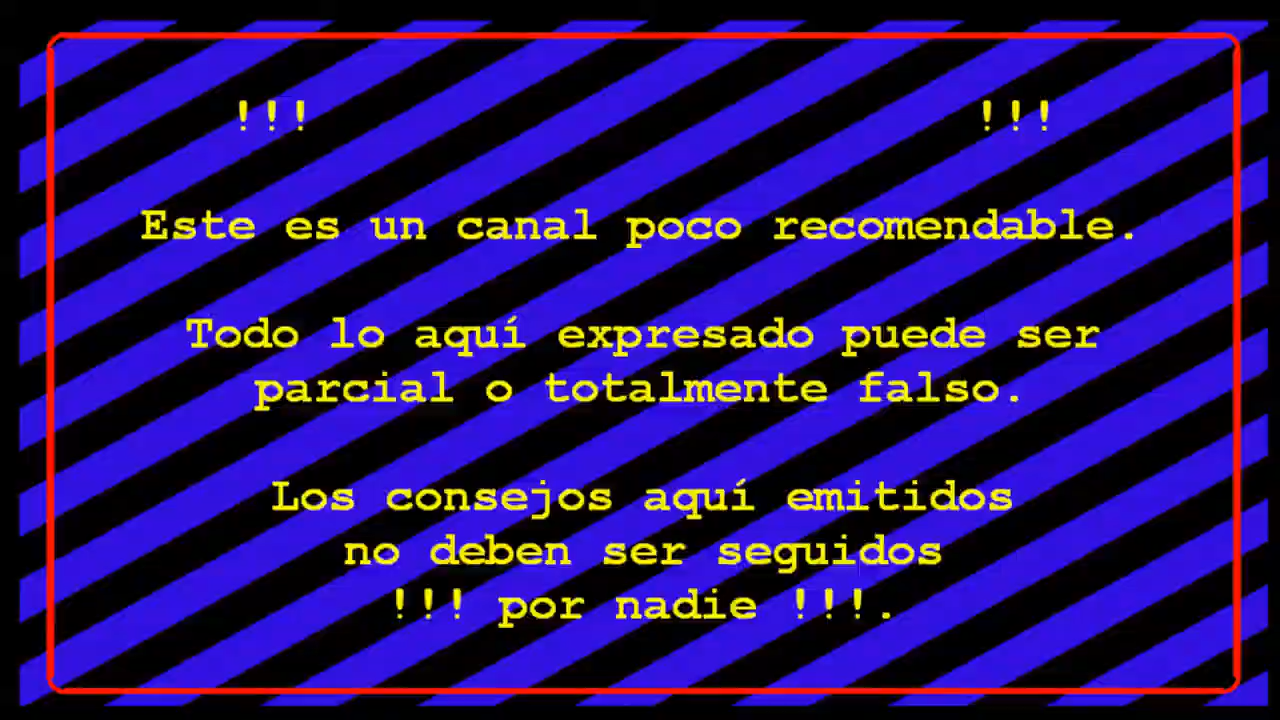 !!! !!!
Este es un canal poco recomendable.
Todo lo aquí expresado puede ser
parcial o totalmente falso.
Los consejos aquí emitidos
no deben ser seguidos
!!! por nadie !!!.